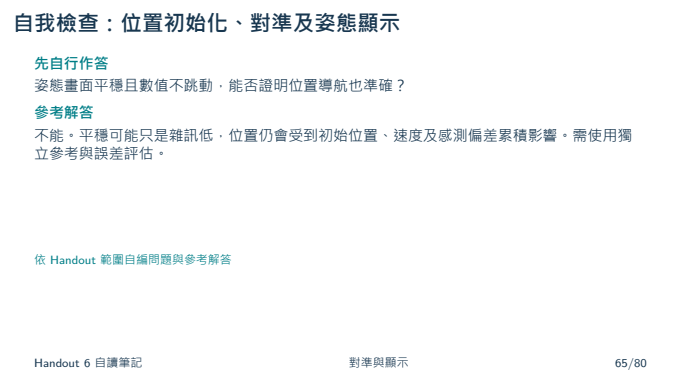 自我檢查：位置初始化、對準及姿態顯示
先自行作答
姿態畫面平穩且數值不跳動，能否證明位置導航也準確？
參考解答
不能。平穩可能只是雜訊低，位置仍會受到初始位置、速度及感測偏差累積影響。需使用獨
立參考與誤差評估。
依 Handout 範圍自編問題與參考解答
Handout 6 自讀筆記
對準與顯示
65/80